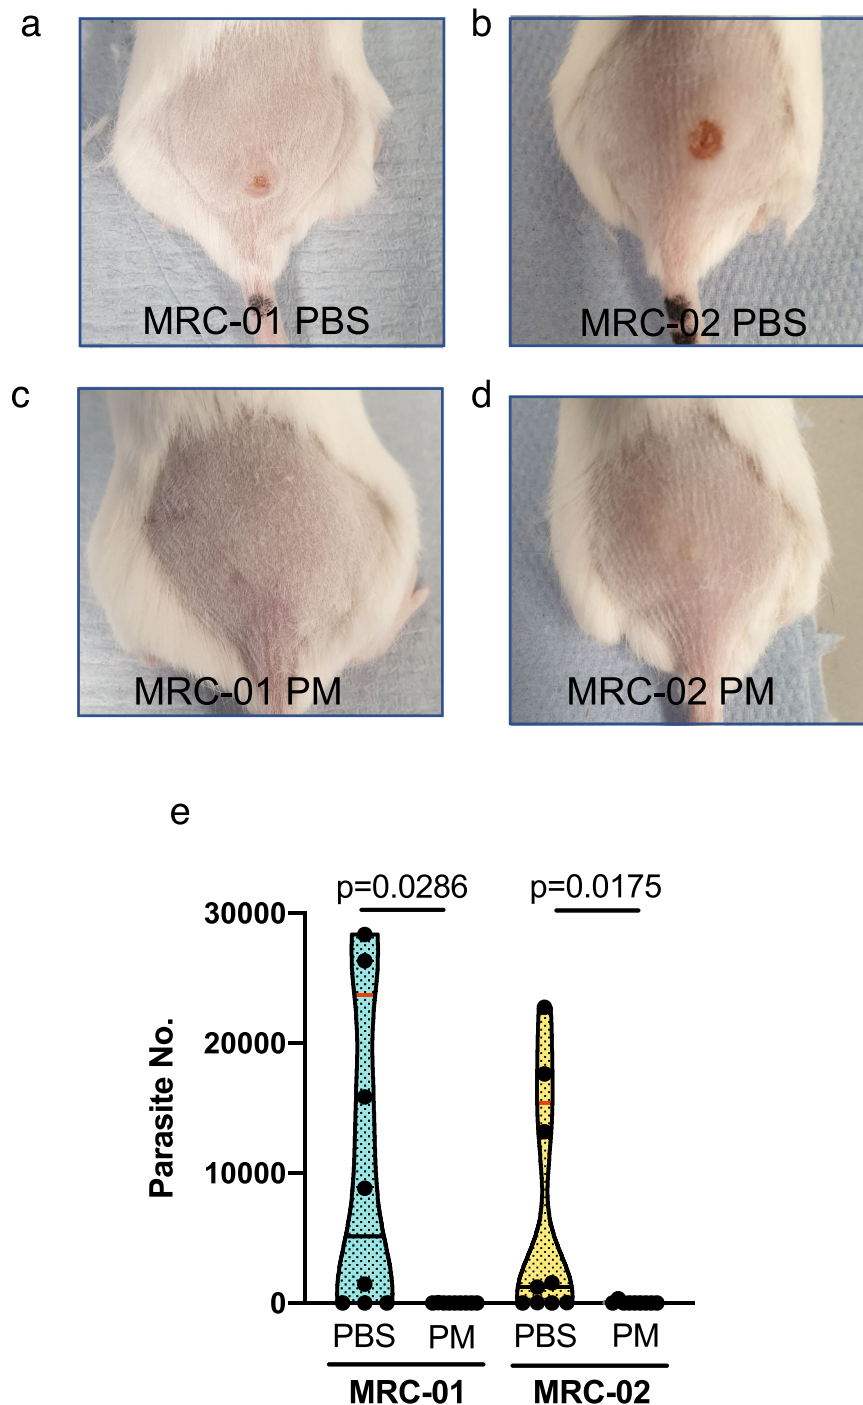 a
b
MRC-01 PBS
MRC-02 PBS
c
d
MRC-01 PM
MRC-02 PM
e
p=0.0286
p=0.0175
30000
20000
10000
0
Parasite No.
PBS
PM
PBS
PM
MRC-01
MRC-02